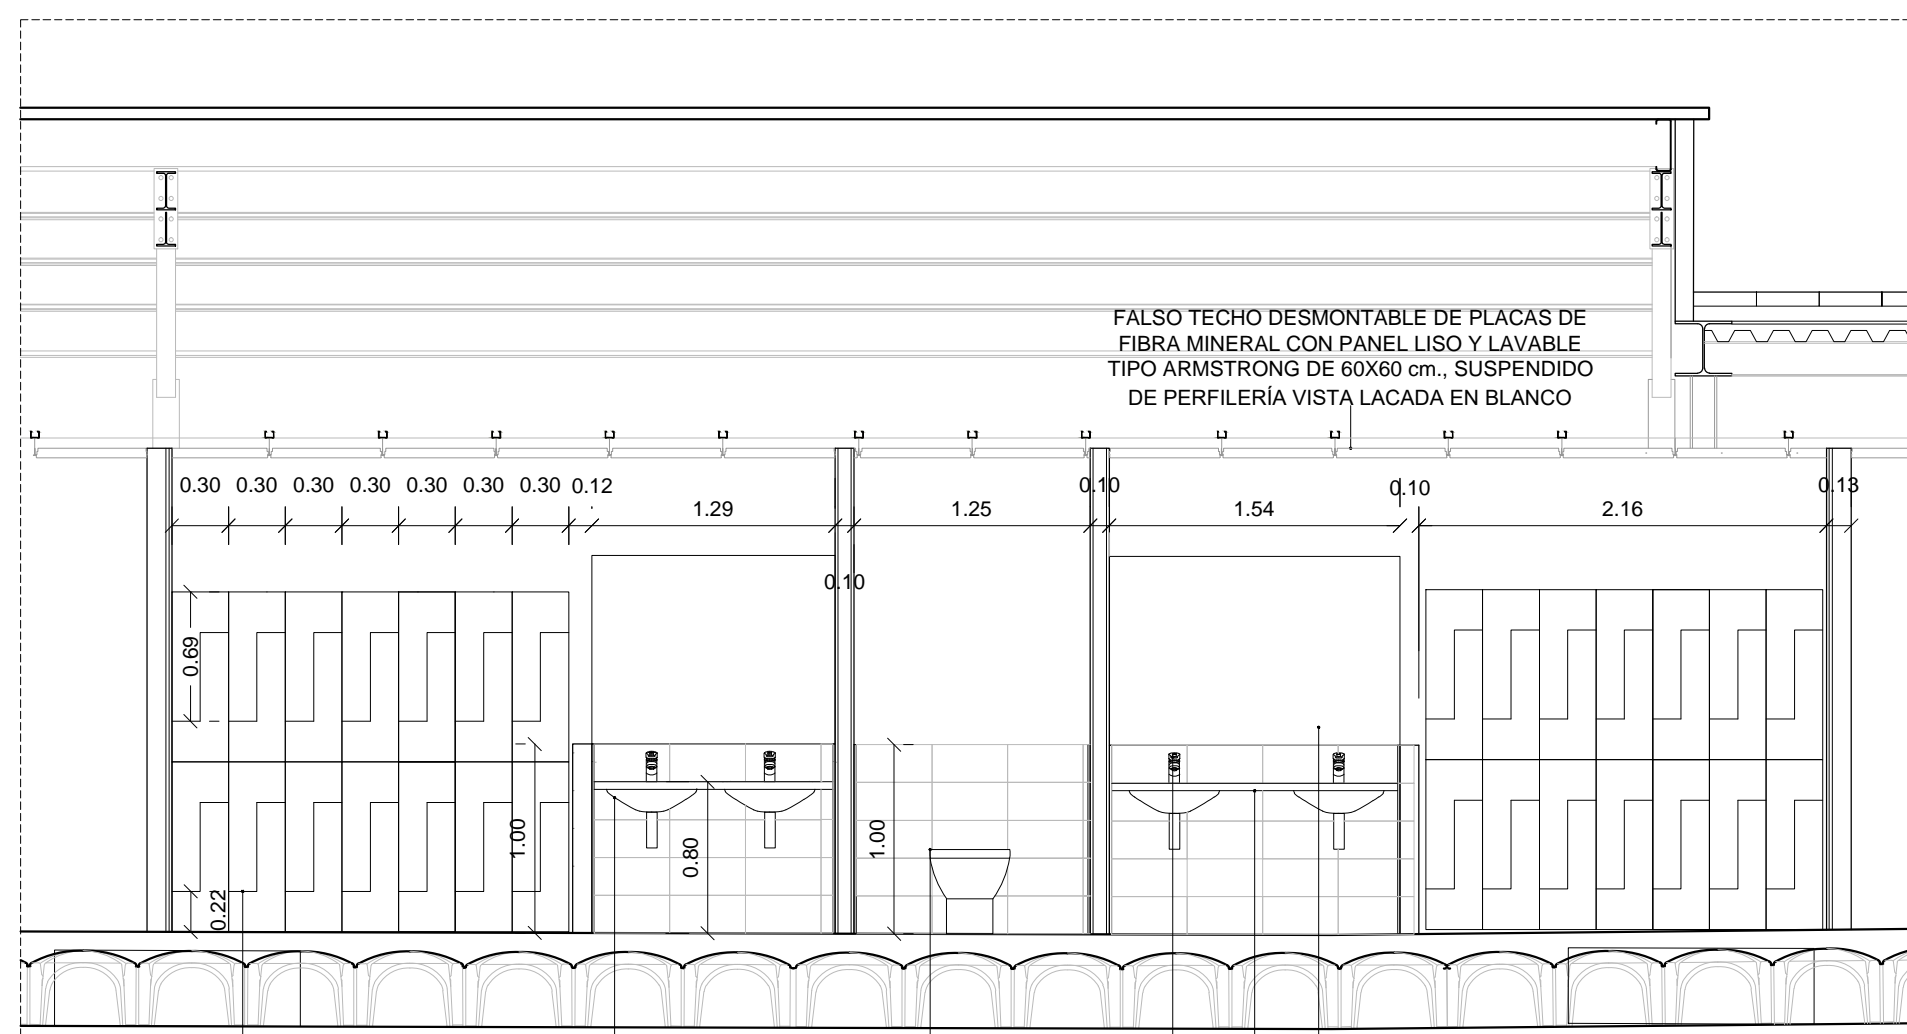 FALSO TECHO DESMONTABLE DE PLACAS DE
FIBRA MINERAL CON PANEL LISO Y LAVABLE
TIPO ARMSTRONG DE 60X60 cm., SUSPENDIDO
DE PERFILERÍA VISTA LACADA EN BLANCO
0.30 0.30 0.30 0.30 0.30 0.30 0.30 0.12 0.10 0.10 0.13
1.29 1.25 1.54 2.16
0.10
0.69
1.00
0.80
1.00
0.22